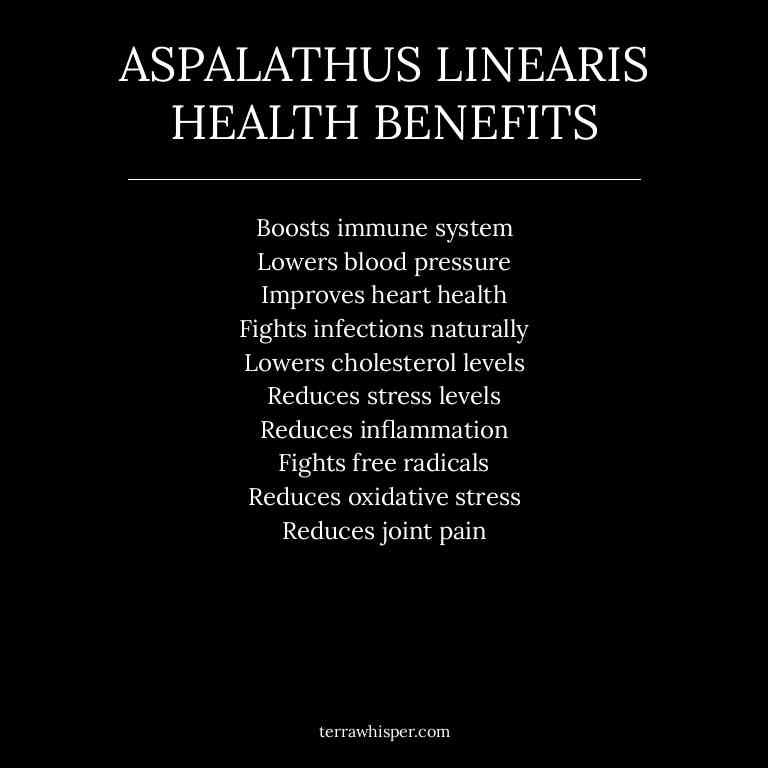 ASPALATHUS LINEARIS
HEALTH BENEFITS
Boosts immune system
Lowers blood pressure
Improves heart health
Fights infections naturally
Lowers cholesterol levels
Reduces stress levels
Reduces inflammation
Fights free radicals
Reduces oxidative stress
Reduces joint pain
terrawhisper.com